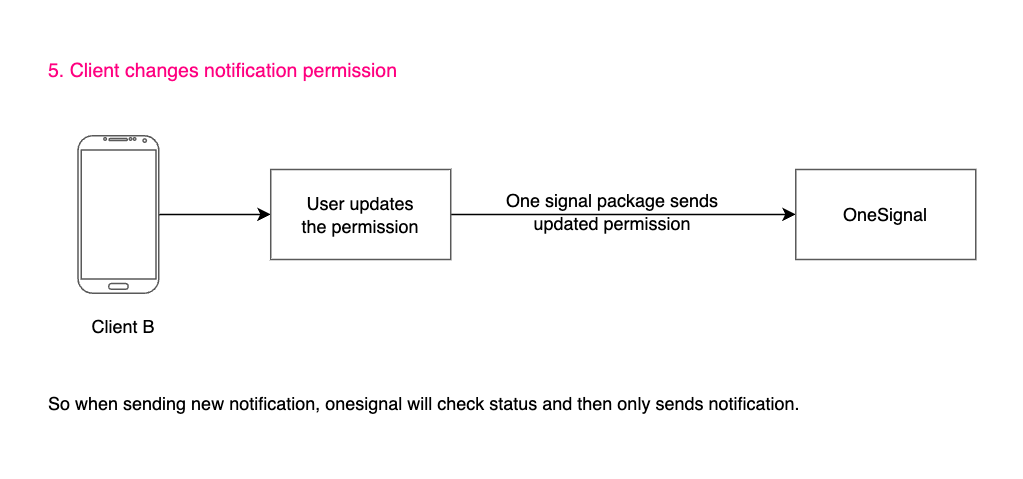 5. Client changes notification permission
User updates
the permission
One signal package sends
updated permission
OneSignal
Client B
So when sending new notification, onesignal will check status and then only sends notification.